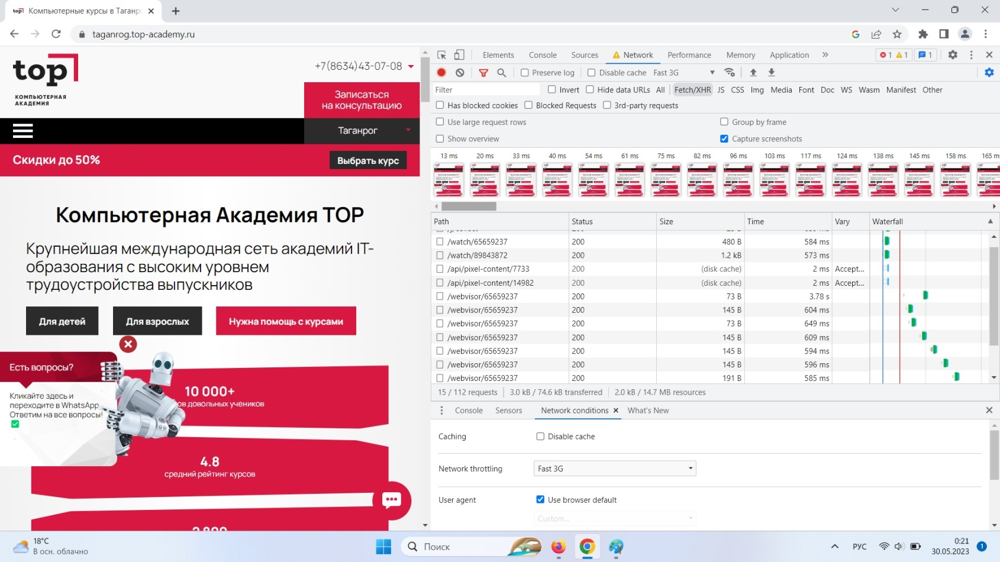 top Компьютерные курсы в Таганр
taganrog.top-academy.ru
top
КОМПЬЮТЕРНАЯ
АКАДЕМИЯ
+7(8634)43-07-08
Записаться
на консультацию
Таганрог
Скидки до 50%
Выбрать курс
Компьютерная Академия TOP
Крупнейшая международная сеть академий IT-
образования с высоким уровнем
трудоустройства выпускников
Для детей
Для взрослых
Нужна помощь с курсами
Есть вопросы?
Кликайте здесь и
переходите в WhatsApp
Ответим на все вопросы!
10 000+
ов довольных учеников
4.8
средний рейтинг курсов
Elements Console Sources Network Performance Memory Application » 1 1 1
Preserve log Disable cache Fast 3G
Filter Invert Hide data URLs All Fetch/XHR JS CSS Img Media Font Doc WS Wasm Manifest Other
Has blocked cookies Blocked Requests 3rd-party requests
Use large request rows Group by frame
Show overview Capture screenshots
13 ms 20 ms 33 ms 40 ms 54 ms 61 ms 75 ms 82 ms 96 ms 103 ms 117 ms 124 ms 138 ms 145 ms 158 ms 165 m
Path Status Size Time Vary Waterfall
/watch/65659237 200 480 B 584 ms
/watch/89843872 200 1.2 kB 573 ms
/api/pixel-content/7733 200 (disk cache) 2 ms Accept...
/api/pixel-content/14982 200 (disk cache) 2 ms Accept...
/webvisor/65659237 200 73 B 3.78 s
/webvisor/65659237 200 145 B 604 ms
/webvisor/65659237 200 73 B 649 ms
/webvisor/65659237 200 145 B 609 ms
/webvisor/65659237 200 145 B 594 ms
/webvisor/65659237 200 145 B 596 ms
/webvisor/65659237 200 191 B 585 ms
15 / 112 requests 3.0 kB / 74.6 kB transferred 2.0 kB / 14.7 MB resources
Console Sensors Network conditions What's New
Caching Disable cache
Network throttling Fast 3G
User agent Use browser default
Custom...
18°C
В осн. облачно
Поиск
РУС
0:21
30.05.2023
1